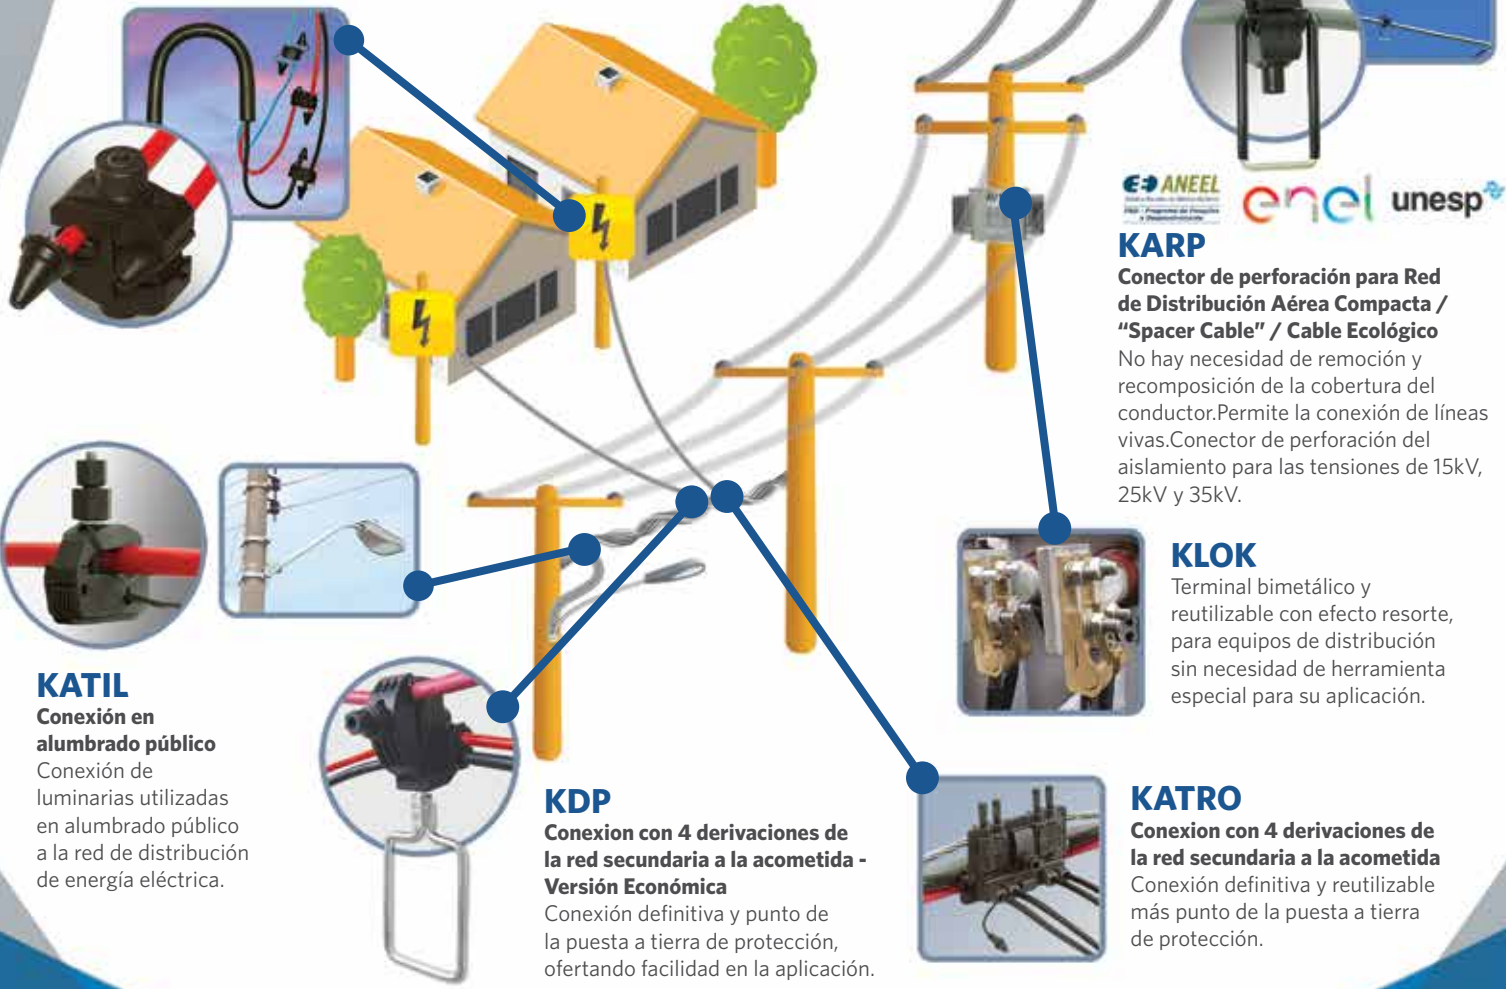 ANEEL
enel
unesp
KARP
Conector de perforación para Red
de Distribución Aérea Compacta /
“Spacer Cable” / Cable Ecológico
No hay necesidad de remoción y
recomposición de la cobertura del
conductor.Permite la conexión de líneas
vivas.Conector de perforación del
aislamiento para las tensiones de 15kV,
25kV y 35kV.
KLOK
Terminal bimetálico y
reutilizable con efecto resorte,
para equipos de distribución
sin necesidad de herramienta
especial para su aplicación.
KATIL
Conexión en
alumbrado público
Conexión de
luminarias utilizadas
en alumbrado público
a la red de distribución
de energía eléctrica.
KDP
Conexion con 4 derivaciones de
la red secundaria a la acometida -
Versión Económica
Conexión definitiva y punto de
la puesta a tierra de protección,
ofertando facilidad en la aplicación.
KATRO
Conexion con 4 derivaciones de
la red secundaria a la acometida
Conexión definitiva y reutilizable
más punto de la puesta a tierra
de protección.